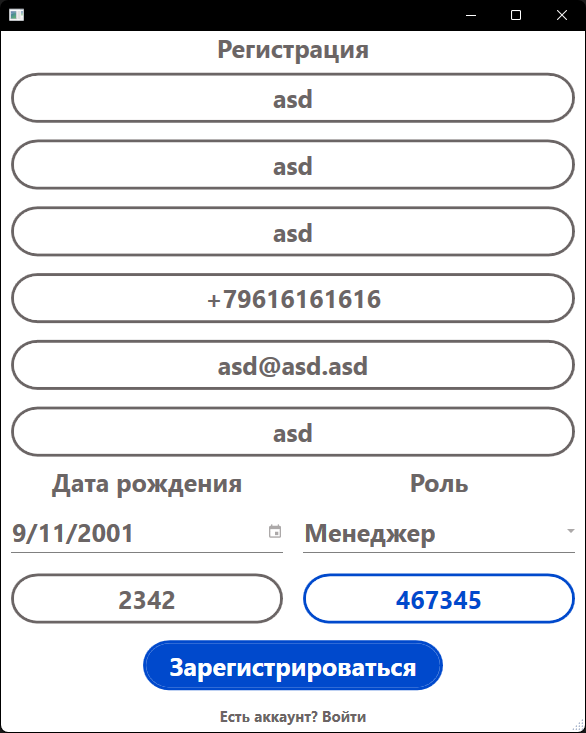 Регистрация
asd
asd
asd
+79616161616
asd@asd.asd
asd
Дата рождения Роль
9/11/2001 Менеджер
2342 467345
Зарегистрироваться
Есть аккаунт? Войти